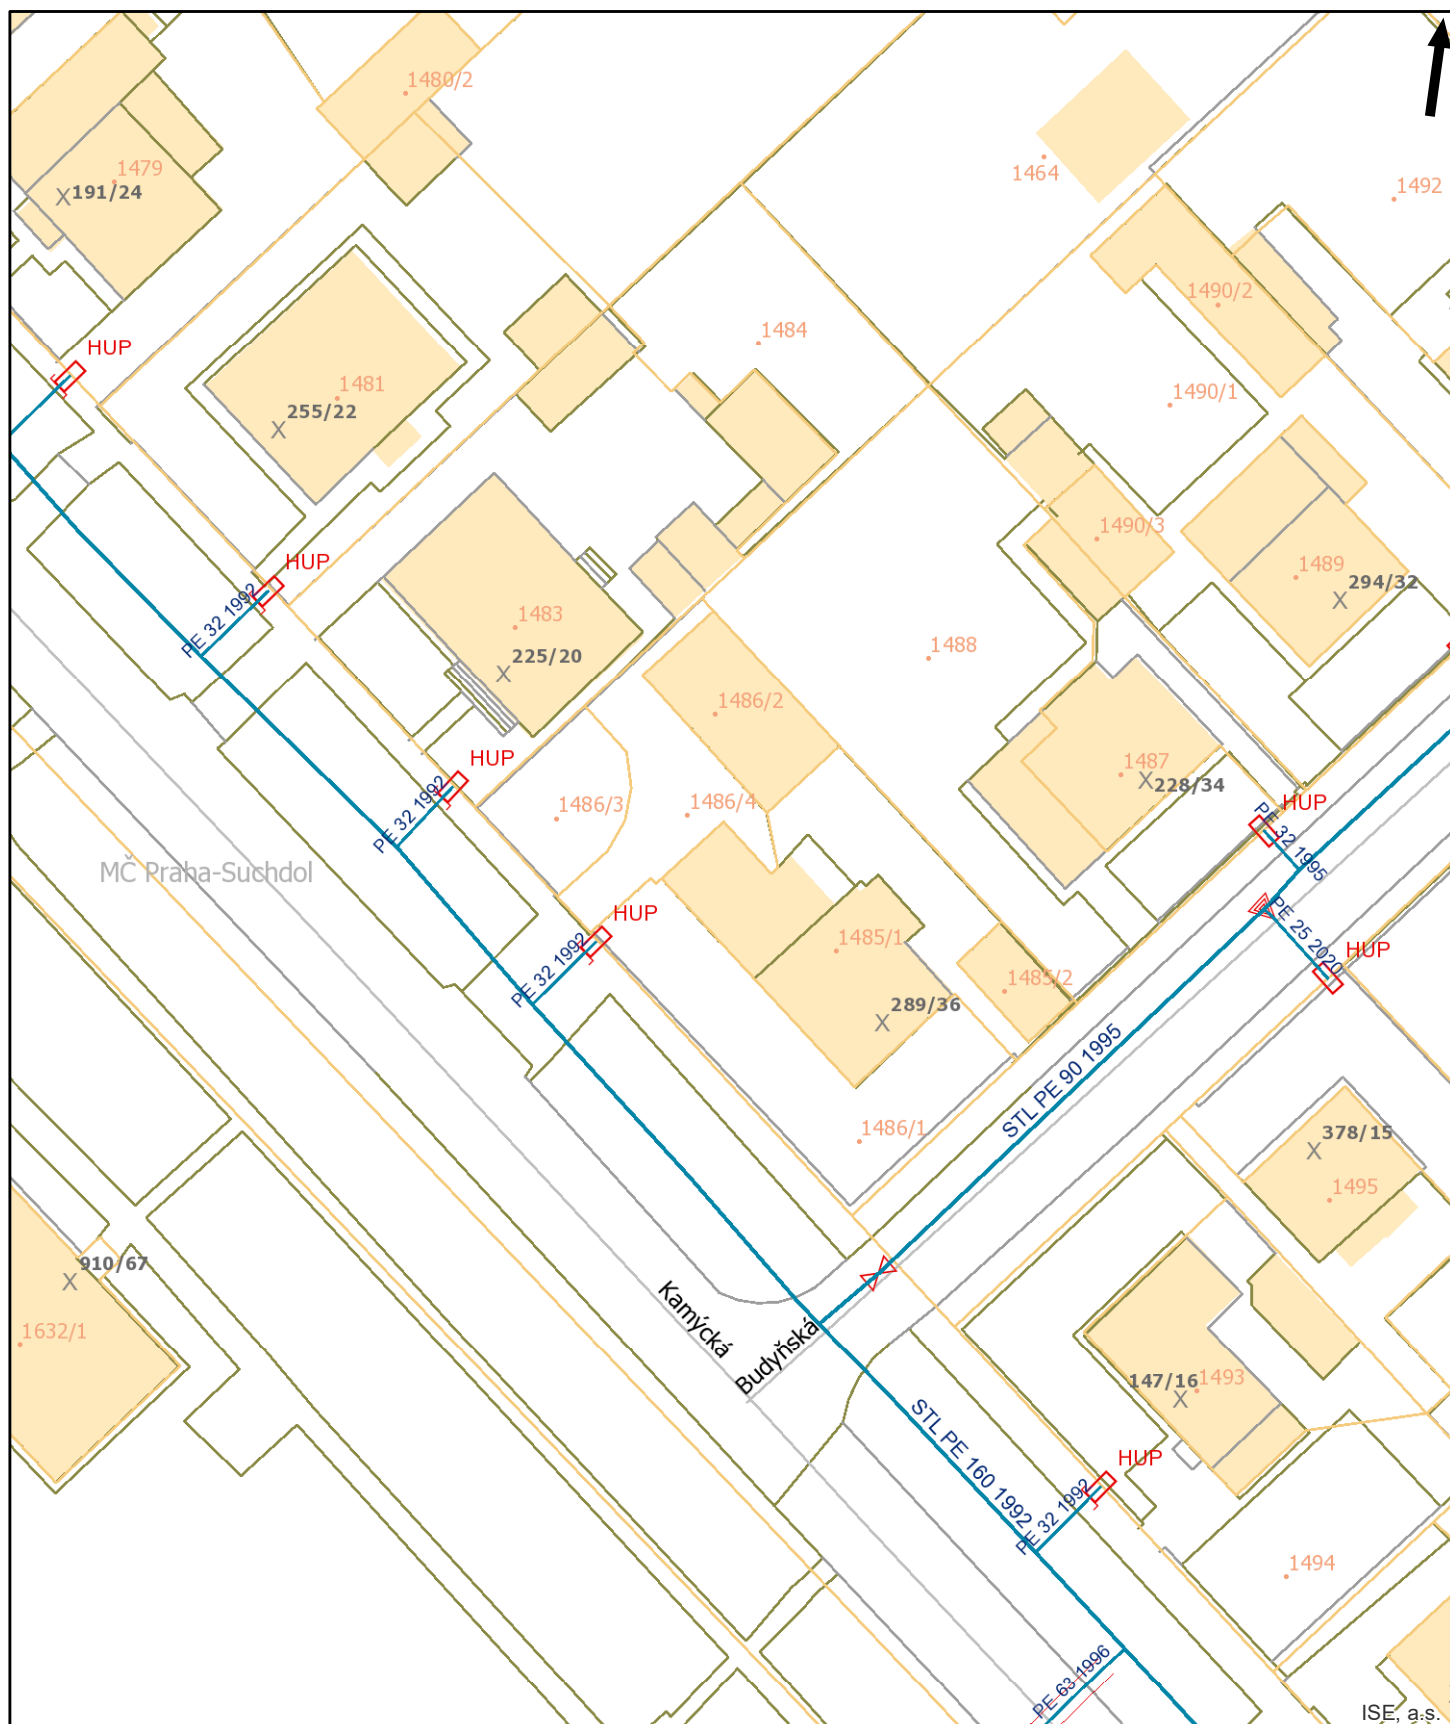 1480/2
1479
191/24
1464
1492
1490/2
HUP
1484
1481
255/22
1490/1
1490/3
HUP
1489
294/32
PE 32 1992
1483
225/20
1488
1486/2
HUP
1487
228/34
PE 32 1992
1486/3
1486/4
HUP
PE 32 1995
MČ Praha-Suchdol
HUP
PE 32 1992
1485/1
PE 25 2020
HUP
1485/2
289/36
STL PE 90 1995
1486/1
378/15
1495
910/67
1632/1
Kamýcká
Budyňská
147/16
1493
STL PE 160 1992
HUP
PE 32 1992
1494
PE 63 1996
ISE, a.s.